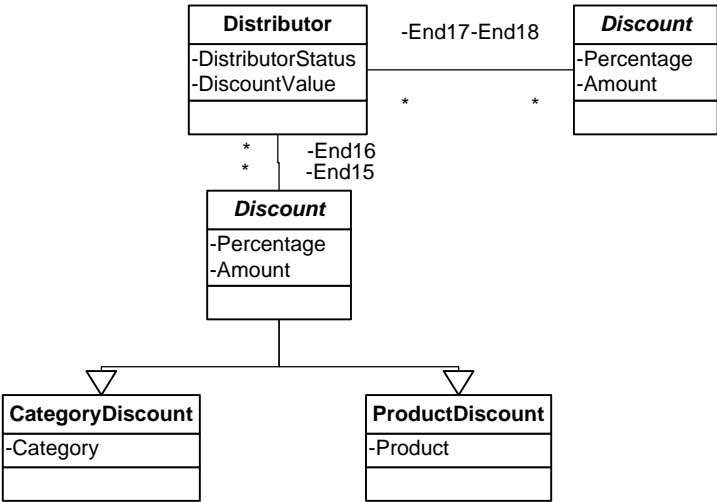 Distributor
-DistributorStatus
-DiscountValue
-End17-End18
* *
Discount
-Percentage
-Amount
* -End16
* -End15
Discount
-Percentage
-Amount
CategoryDiscount
-Category
ProductDiscount
-Product